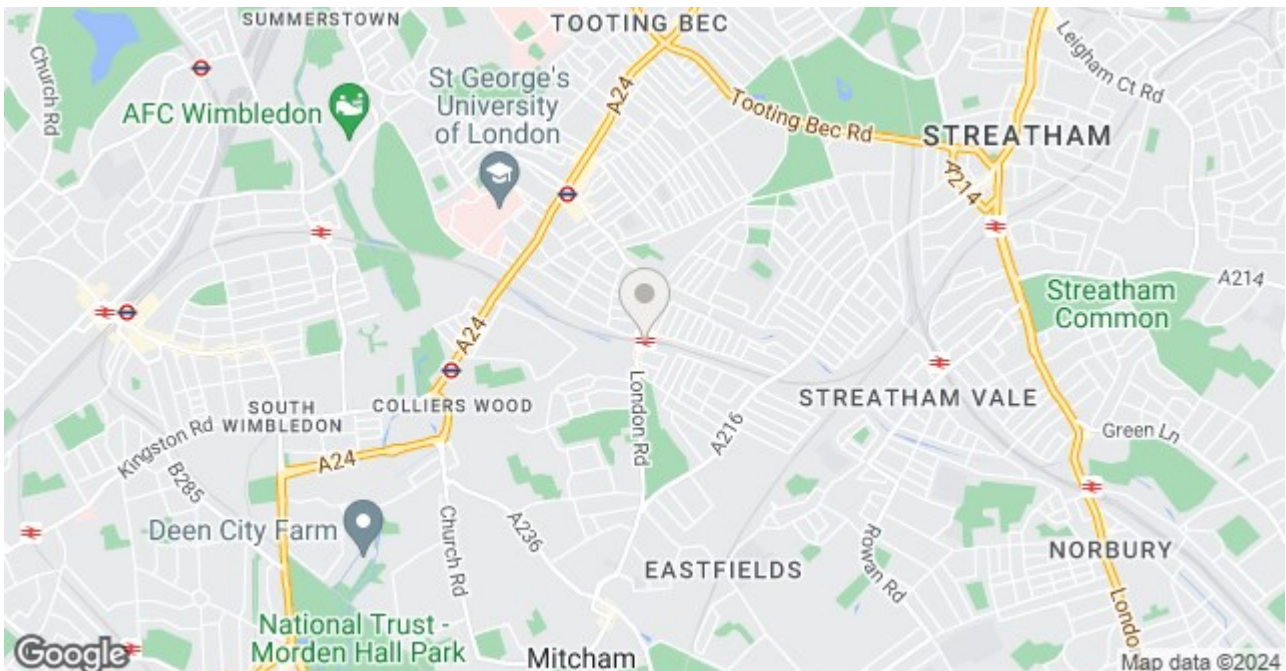 SUMMERSTOWN
TOOTING BEC
Church Rd
Leigham Ct Rd
AFC Wimbledon
St George's
University
of London
A24
Tooting Bec Rd
STREATHAM
A214
A214
Streatham
Common
A24
London Rd
SOUTH
WIMBLEDON
COLLIERS WOOD
STREATHAM VALE
Kingston Rd
A24
A216
Green Ln
B285
Deen City Farm
Church Rd
A236
Rowan Rd
EASTFIELDS
NORBURY
National Trust -
Morden Hall Park
Mitcham
Londo
Google
Map data ©2024